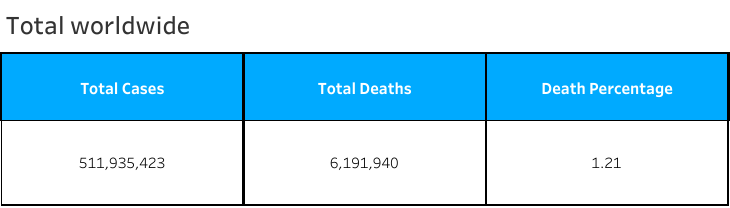 Total worldwide
Total Cases Total Deaths Death Percentage
511,935,423 6,191,940 1.21